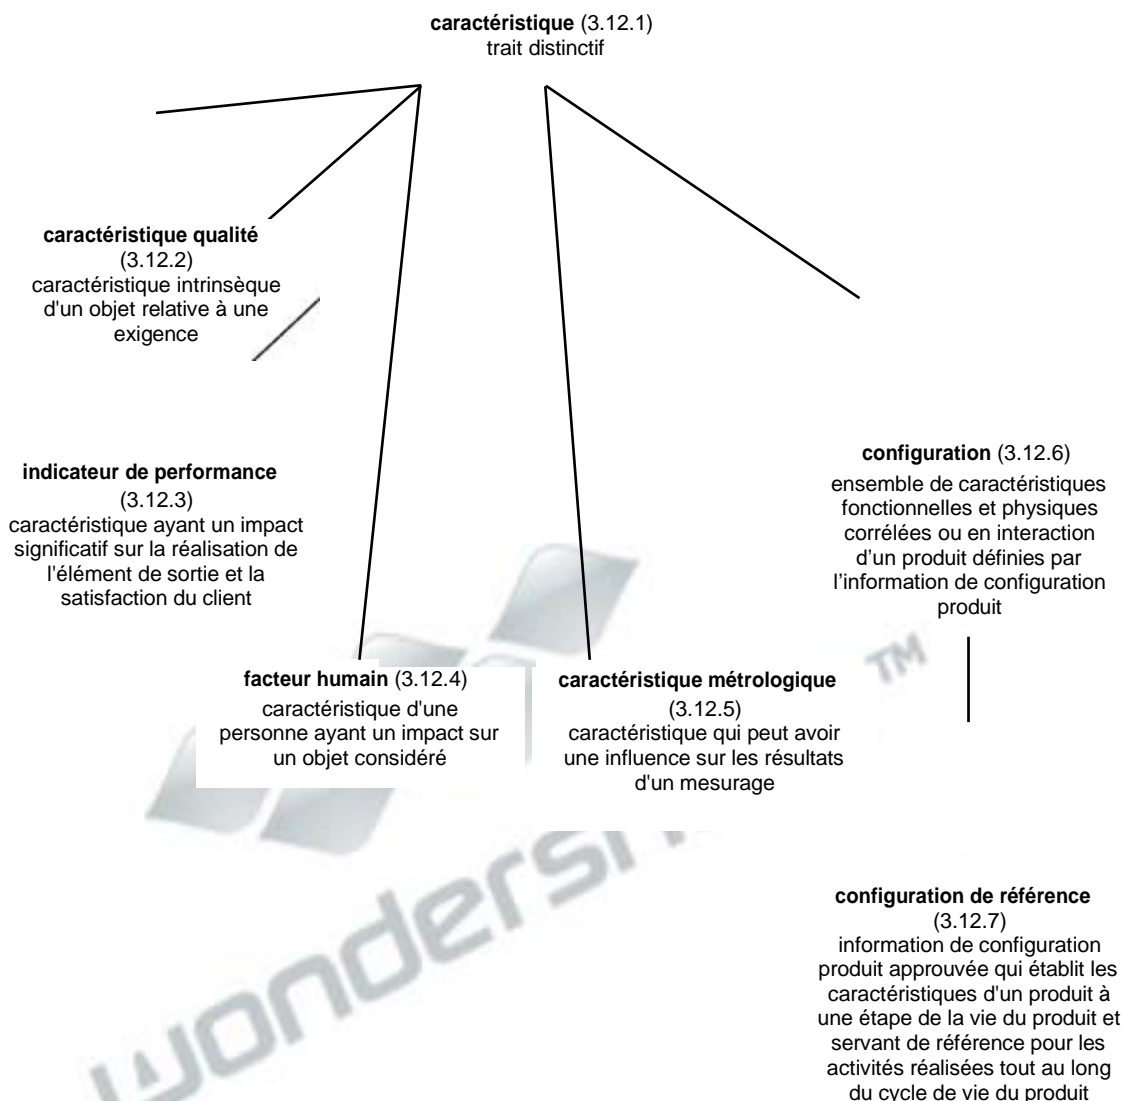 caractéristique (3.12.1)
trait distinctif
caractéristique qualité
(3.12.2)
caractéristique intrinsèque
d'un objet relative à une
exigence
indicateur de performance
(3.12.3)
caractéristique ayant un impact
significatif sur la réalisation de
l'élément de sortie et la
satisfaction du client
configuration (3.12.6)
ensemble de caractéristiques
fonctionnelles et physiques
corrélées ou en interaction
d’un produit définies par
l’information de configuration
produit
TM
facteur humain (3.12.4)
caractéristique d'une
personne ayant un impact sur
un objet considéré
caractéristique métrologique
(3.12.5)
caractéristique qui peut avoir
une influence sur les résultats
d'un mesurage
configuration de référence
(3.12.7)
information de configuration
produit approuvée qui établit les
caractéristiques d'un produit à
une étape de la vie du produit et
servant de référence pour les
activités réalisées tout au long
du cycle de vie du produit